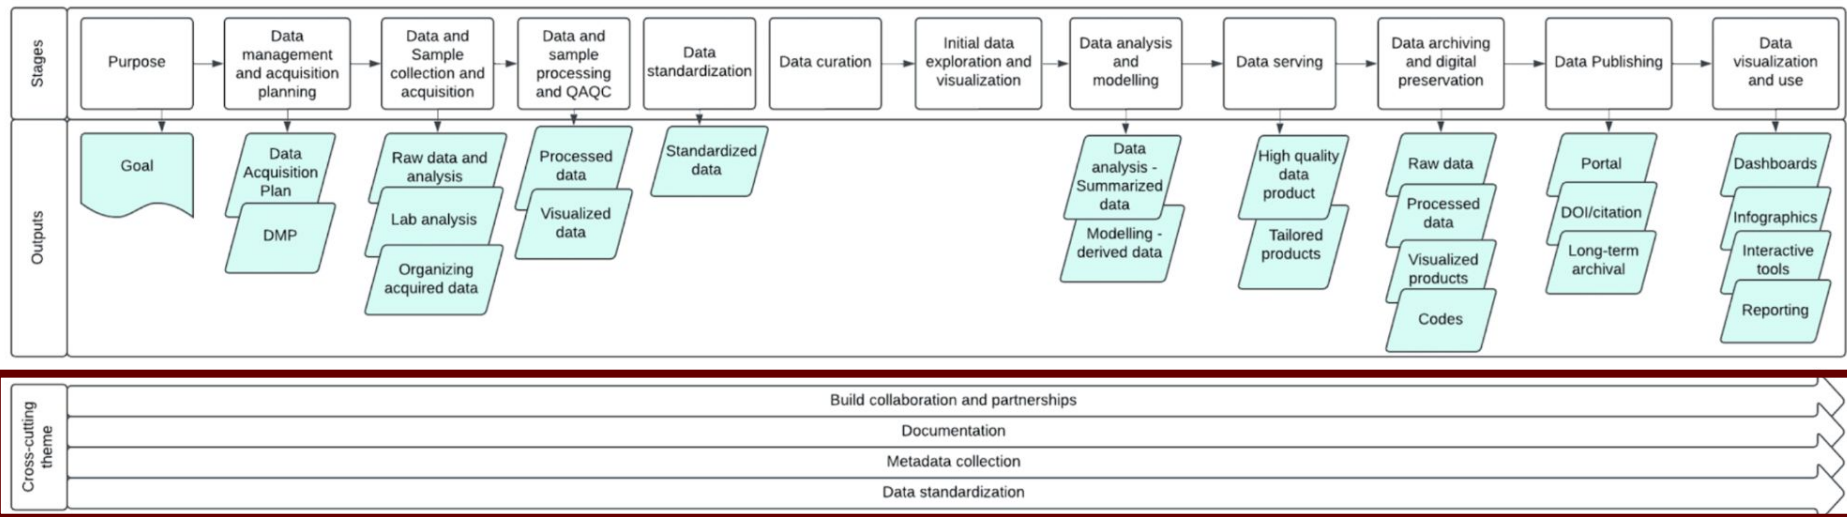 Stages
Purpose
Data
management
and acquisition
planning
Data and
Sample
collection and
acquisition
Data and
sample
processing
and QAQC
Data
standardization
Data curation
Initial data
exploration and
visualization
Data analysis
and
modelling
Data serving
Data archiving
and digital
preservation
Data Publishing
Data
visualization
and use
Outputs
Goal
Data
Acquisition
Plan
DMP
Raw data and
analysis
Lab analysis
Organizing
acquired data
Processed
data
Visualized
data
Standardized
data
Data
analysis -
Summarized
data
Modelling -
derived data
High quality
data
product
Tailored
products
Raw data
Processed
data
Visualized
products
Codes
Portal
DOI/citation
Long-term
archival
Dashboards
Infographics
Interactive
tools
Reporting
Cross-cutting
theme
Build collaboration and partnerships
Documentation
Metadata collection
Data standardization